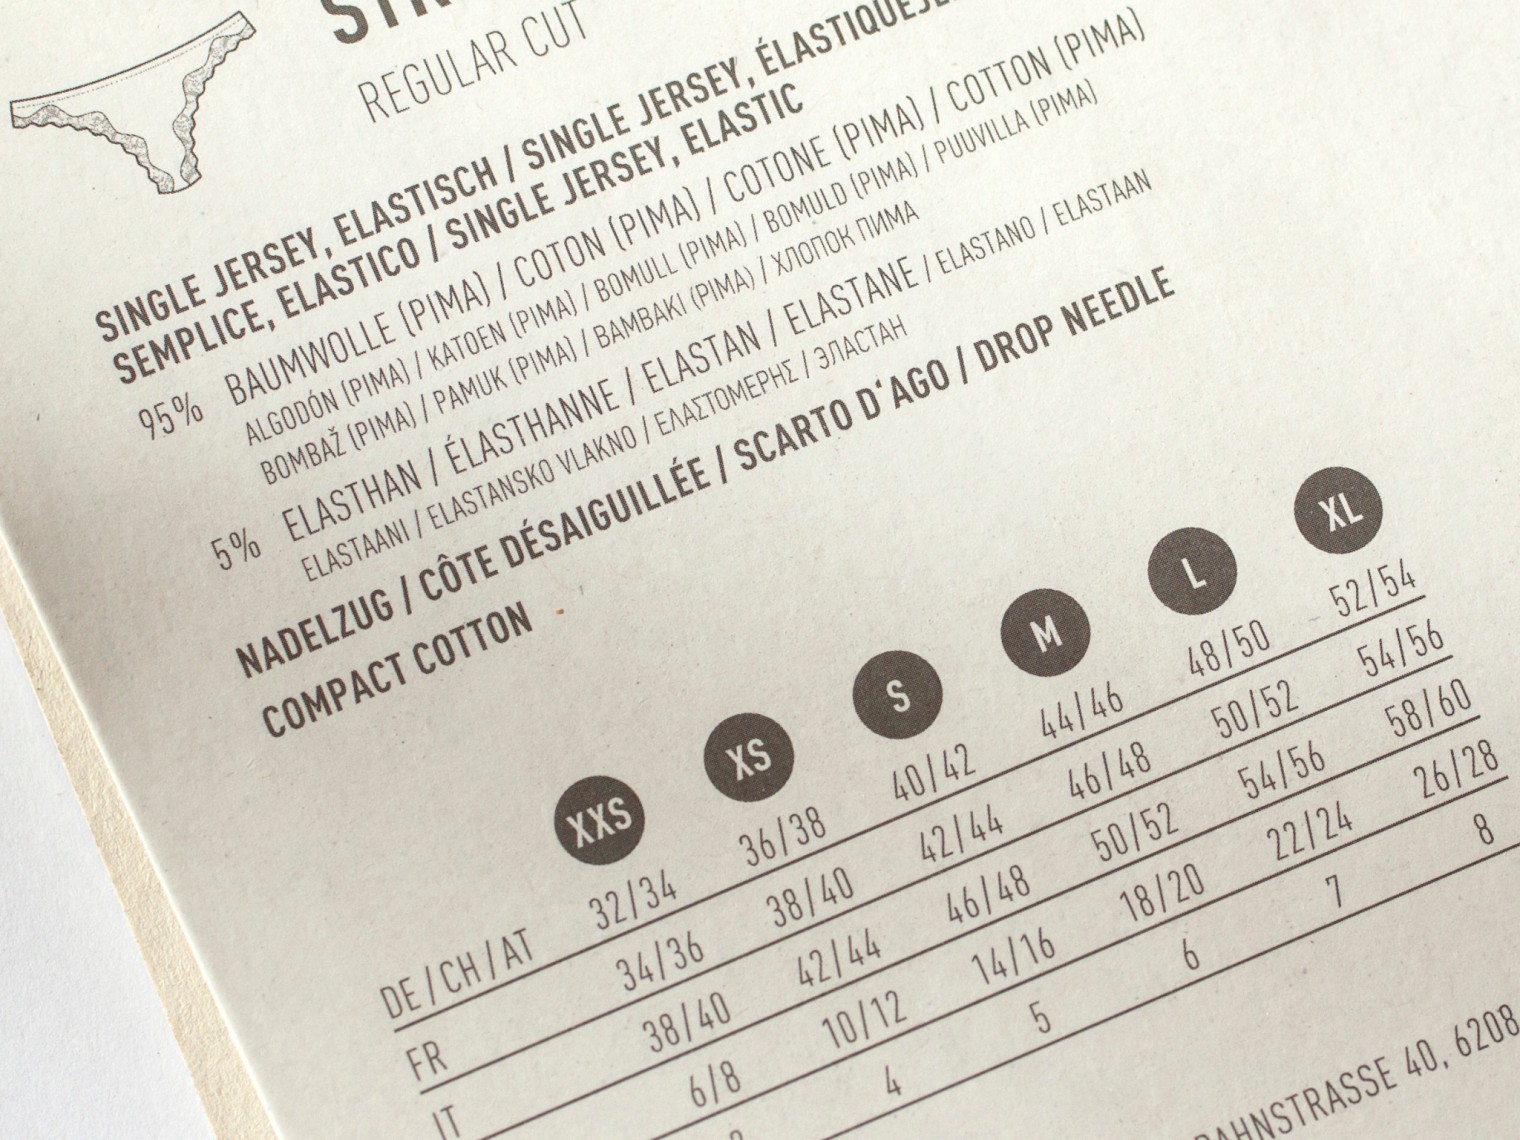 REGULAR CUT
SINGLE JERSEY, ELASTISCH / SINGLE JERSEY,
SEMPLICE, ELASTICO / SINGLE JERSEY, ELASTIC
95% BAUMWOLLE (PIMA) / COTON (PIMA) / COTONE (PIMA) / COTTON (PIMA)
ALGODÓN (PIMA) / KATOEN (PIMA) / BOMULL (PIMA) / BOMULD (PIMA) / PUUVILLA (PIMA)
BOMBAŽ (PIMA) / PAMUK (PIMA) / BAMBAKI (PIMA) / ХЛОПОК ПИМА
5% ELASTHAN / ÉLASTHANNE / ELASTAN / ELASTANE / ELASTANO / ELASTAAN
ELASTAANI / ELASTANSKO VLAKNO / ΕΛΑΣΤΟΜΕΡΗΣ / ЭЛАСТАН
NADELZUG / CÔTE DÉSAIGUILLÉE / SCARTO D'AGO / DROP NEEDLE
COMPACT COTTON
XXS XS S M L XL
DE / CH / AT 32/34 36/38 40/42 44/46 48/50 52/54
FR 34/36 38/40 42/44 46/48 50/52 54/56
IT 38/40 42/44 46/48 50/52 54/56 58/60
6/8 10/12 14/16 18/20 22/24 26/28
4 5 6 7 8
40, 6208